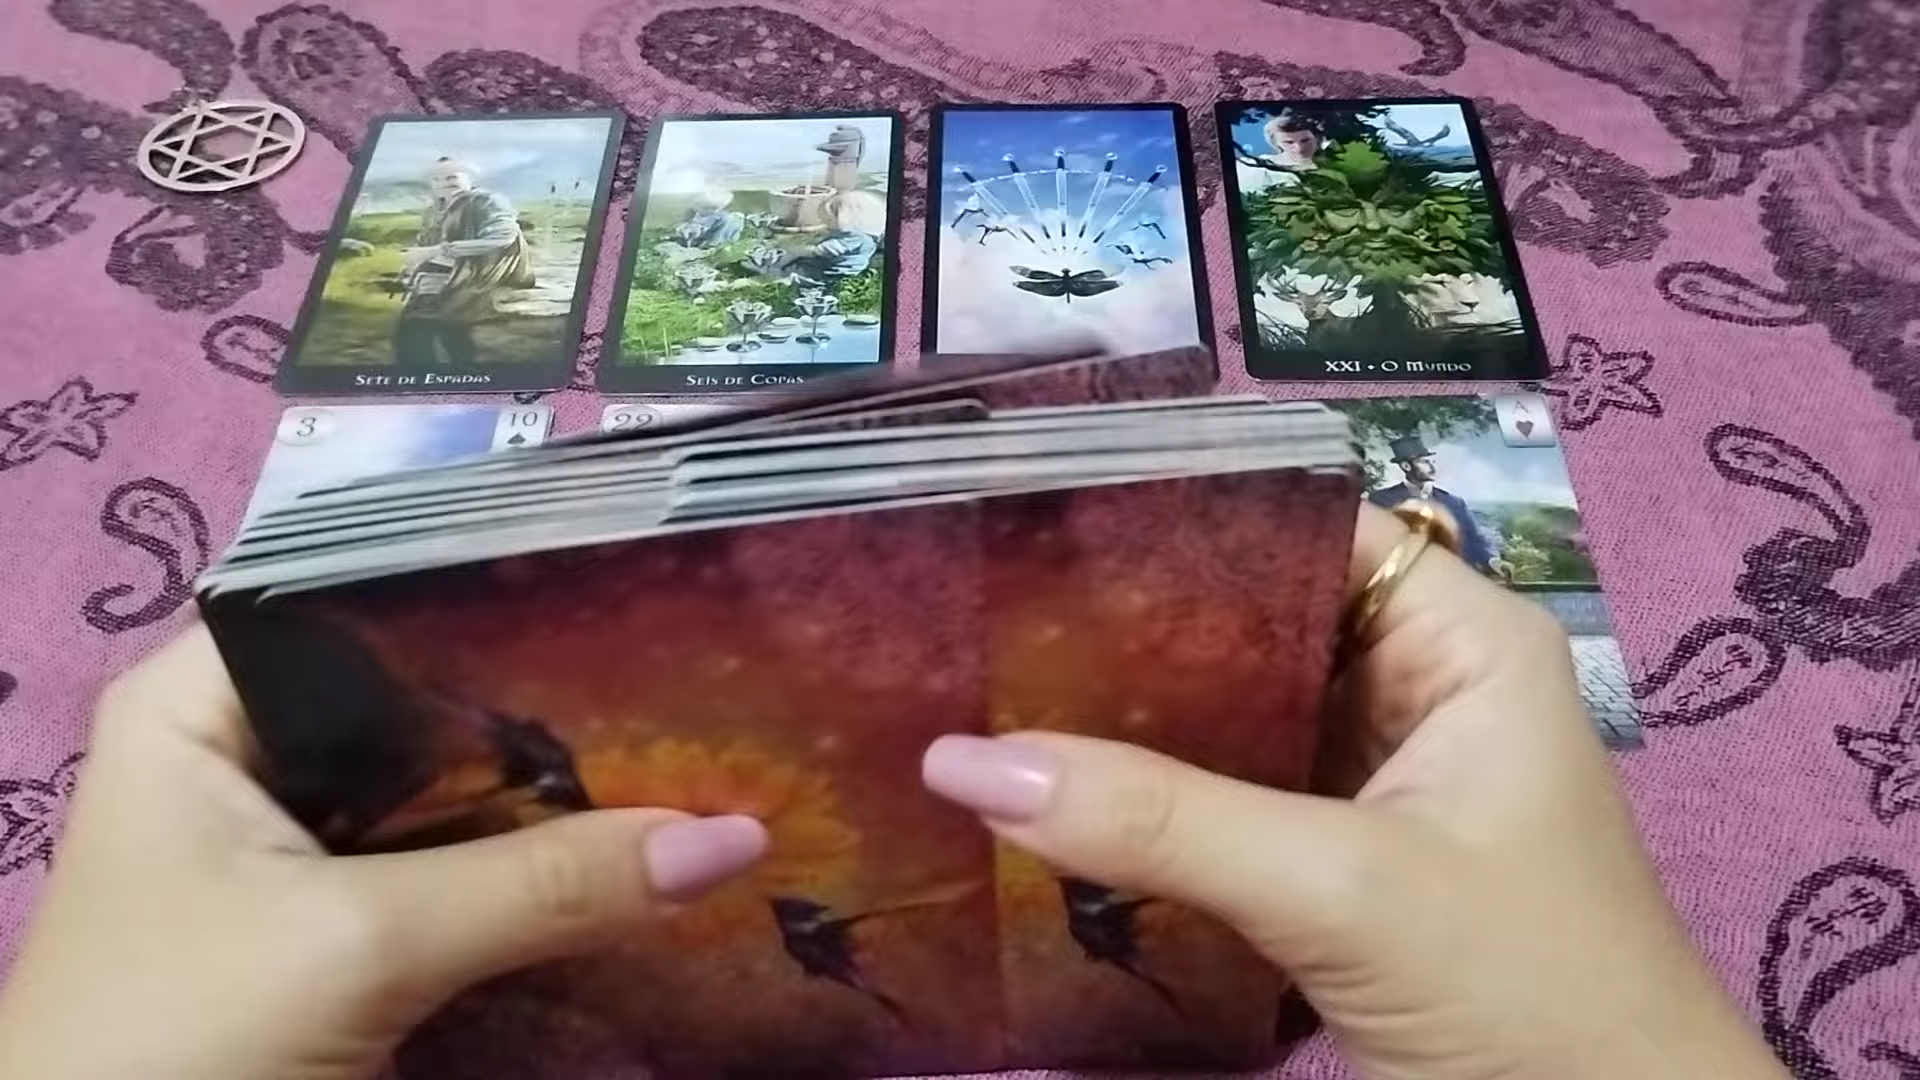 SETE DE ESPADAS
SEIS DE COPAS
XXI • O MUNDO
3
10
22
A